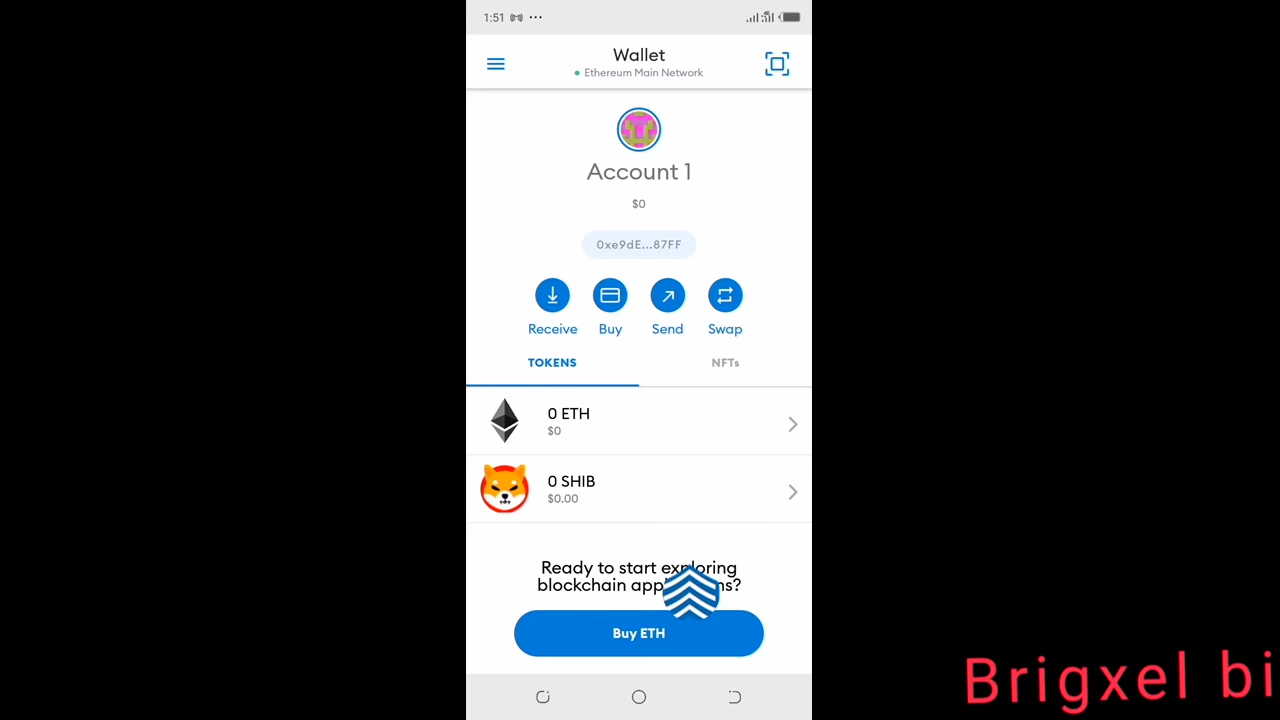 1:51
Wallet
Ethereum Main Network
Account 1
$0
0xe9dE...87FF
Receive Buy Send Swap
TOKENS NFTs
0 ETH
$0
0 SHIB
$0.00
Ready to start exploring
blockchain
Buy ETH
Brigxel bi